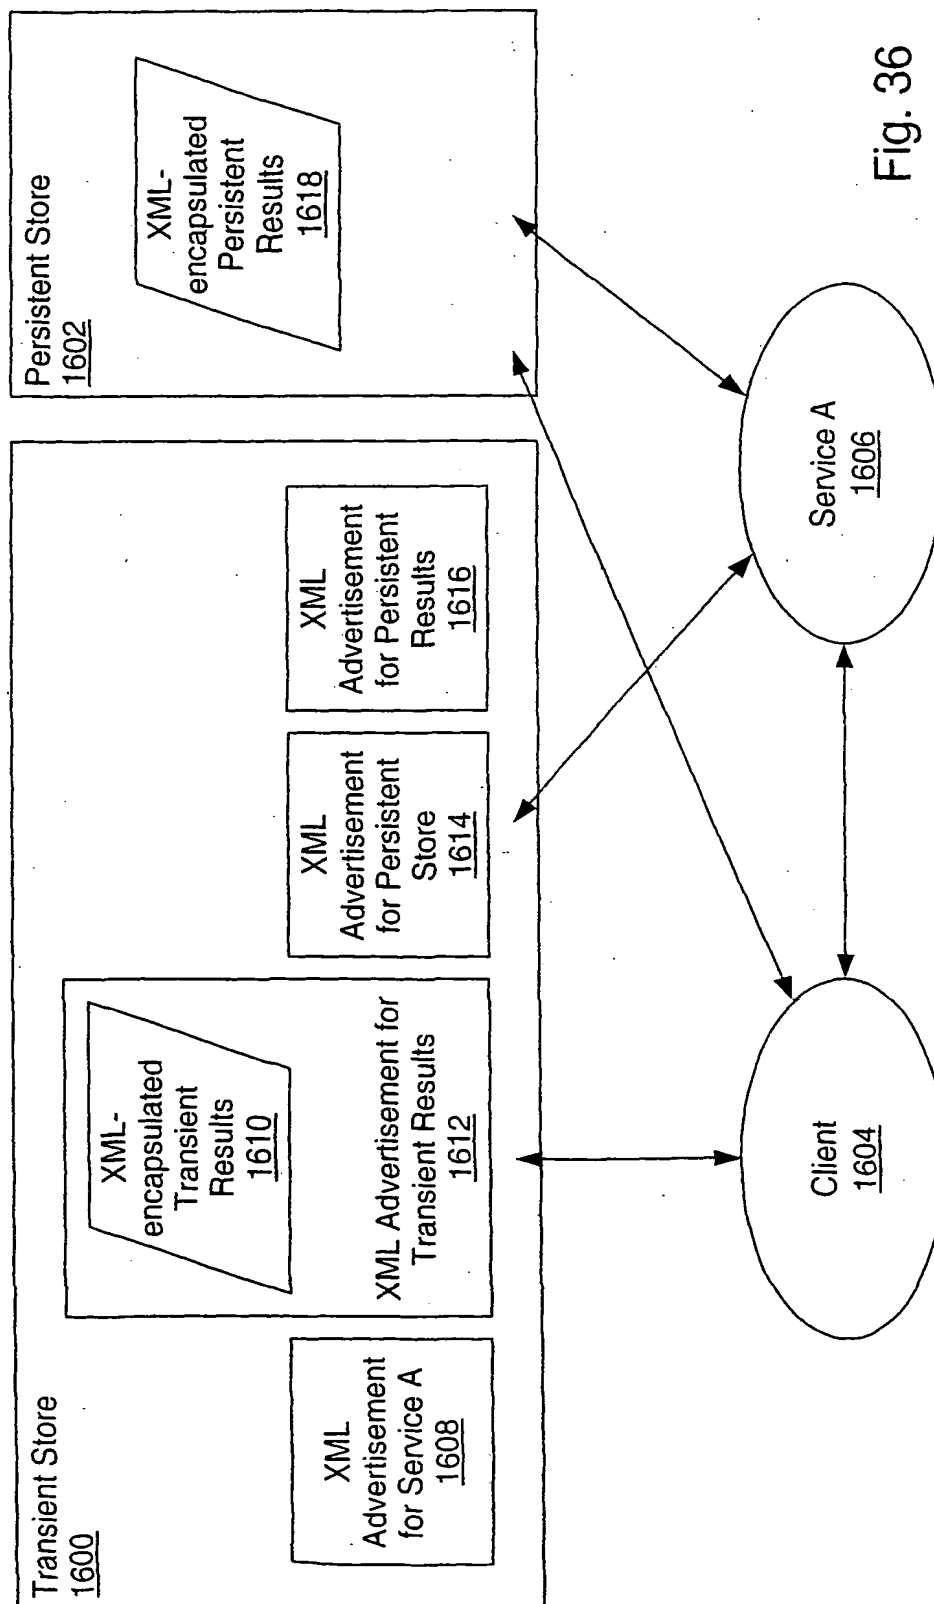 Transient Store
1600
XML
Advertisement
for Service A
1608
XML-
encapsulated
Transient
Results
1610
XML Advertisement for
Transient Results
1612
XML
Advertisement
for Persistent
Store
1614
XML
Advertisement
for Persistent
Results
1616
Persistent Store
1602
XML-
encapsulated
Persistent
Results
1618
Client
1604
Service A
1606
Fig. 36